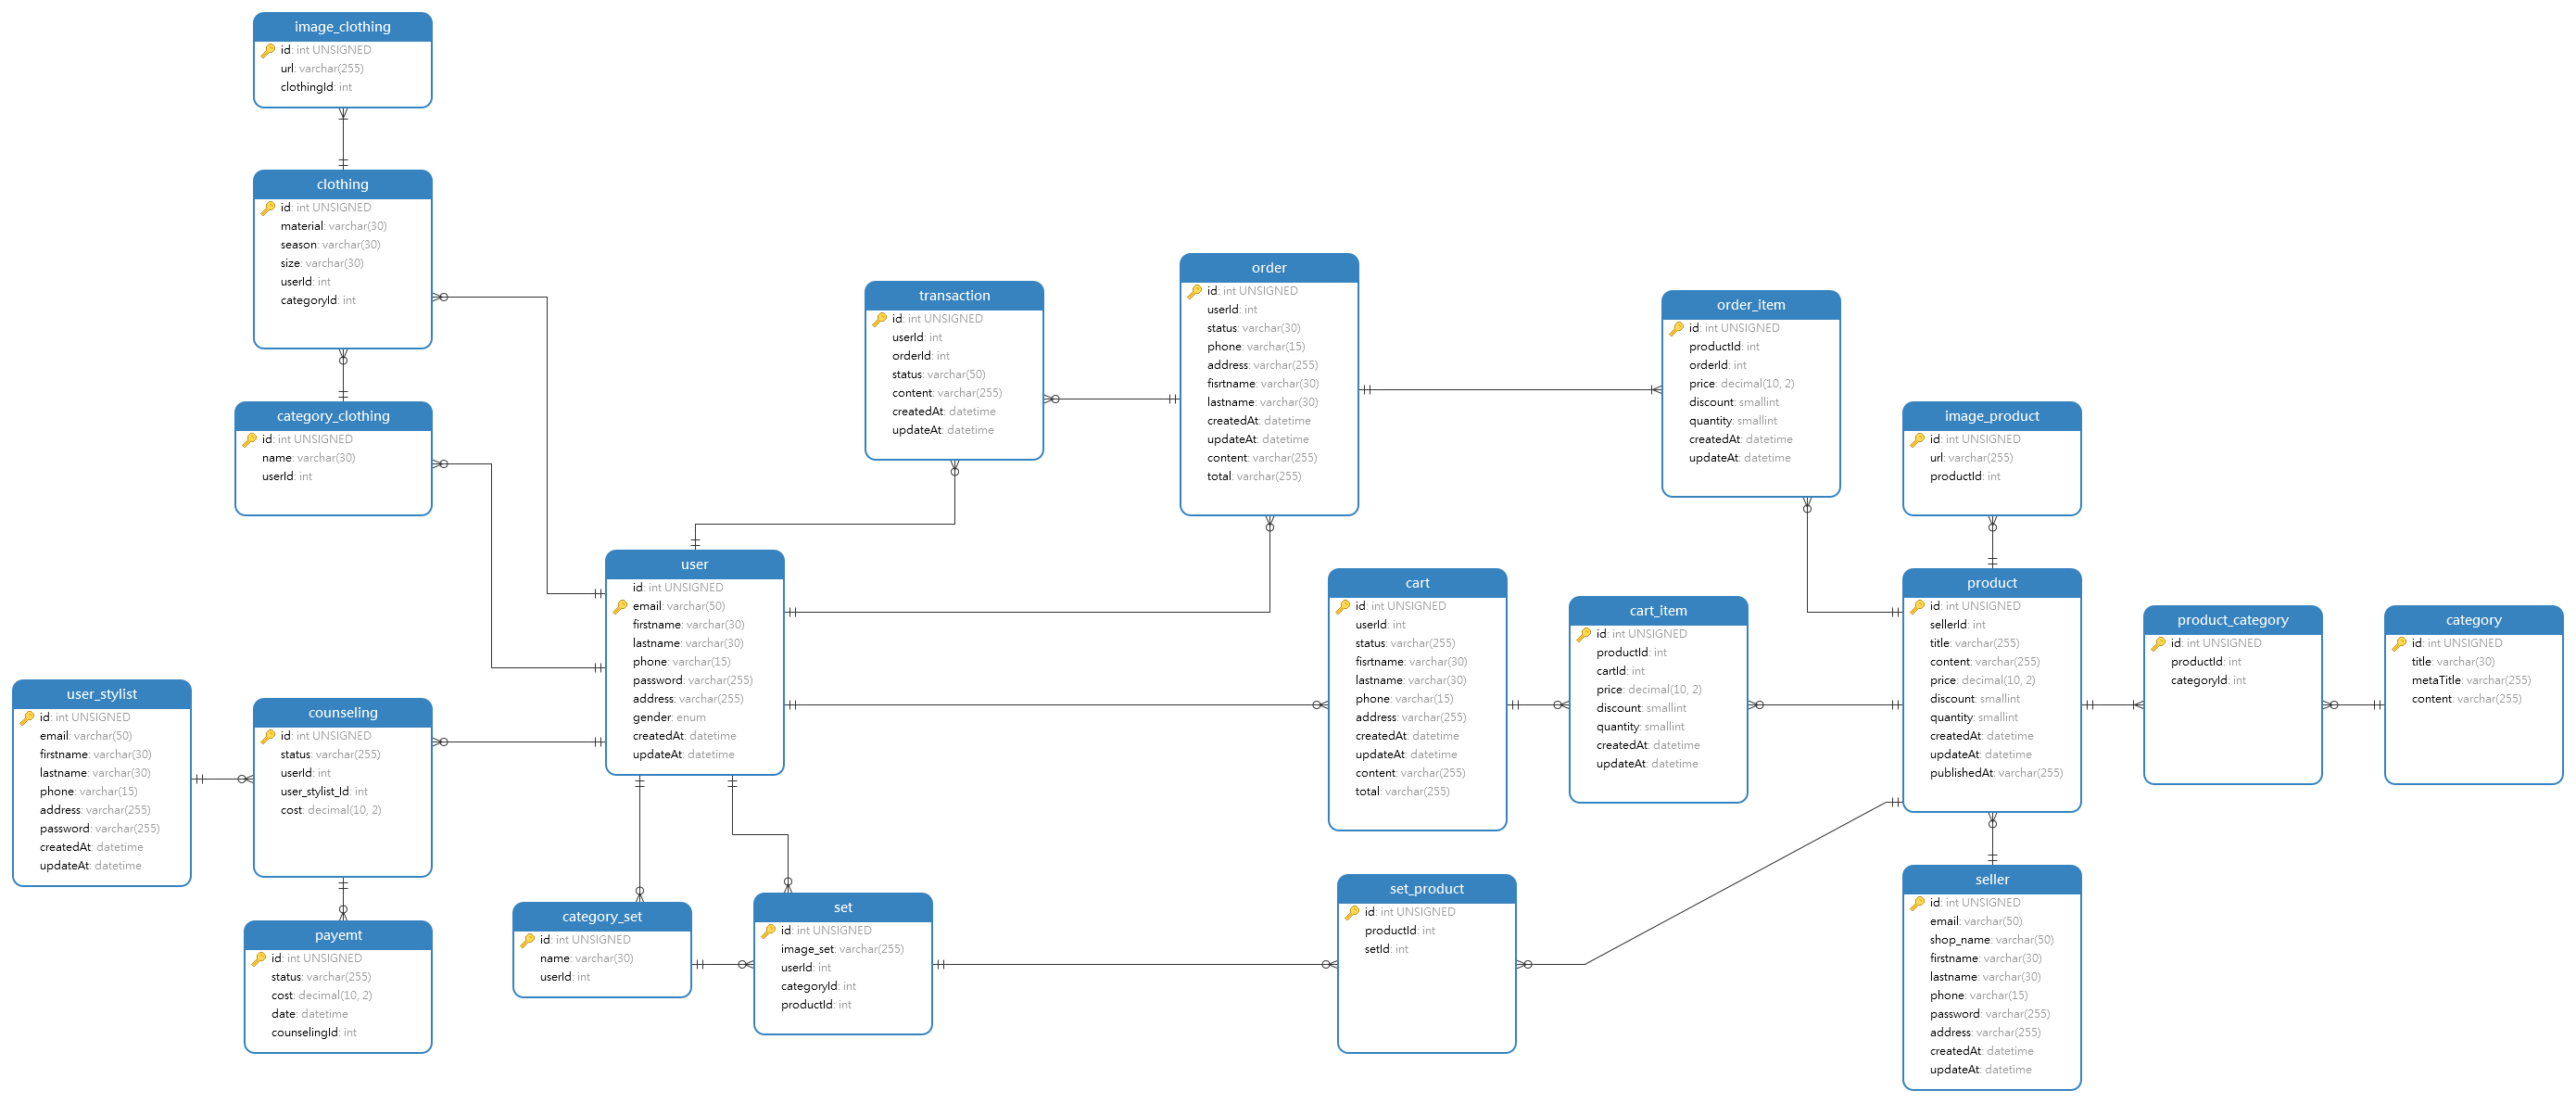 image_clothing
id: int UNSIGNED
url: varchar(255)
clothingId: int
clothing
id: int UNSIGNED
material: varchar(30)
season: varchar(30)
size: varchar(30)
userId: int
categoryId: int
category_clothing
id: int UNSIGNED
name: varchar(30)
userId: int
transaction
id: int UNSIGNED
userId: int
orderId: int
status: varchar(50)
content: varchar(255)
createdAt: datetime
updateAt: datetime
order
id: int UNSIGNED
userId: int
status: varchar(30)
phone: varchar(15)
address: varchar(255)
fisrtname: varchar(30)
lastname: varchar(30)
createdAt: datetime
updateAt: datetime
content: varchar(255)
total: varchar(255)
order_item
id: int UNSIGNED
productId: int
orderId: int
price: decimal(10, 2)
discount: smallint
quantity: smallint
createdAt: datetime
updateAt: datetime
image_product
id: int UNSIGNED
url: varchar(255)
productId: int
user
id: int UNSIGNED
email: varchar(50)
firstname: varchar(30)
lastname: varchar(30)
phone: varchar(15)
password: varchar(255)
address: varchar(255)
gender: enum
createdAt: datetime
updateAt: datetime
cart
id: int UNSIGNED
userId: int
status: varchar(255)
fisrtname: varchar(30)
lastname: varchar(30)
phone: varchar(15)
address: varchar(255)
createdAt: datetime
updateAt: datetime
content: varchar(255)
total: varchar(255)
cart_item
id: int UNSIGNED
productId: int
cartId: int
price: decimal(10, 2)
discount: smallint
quantity: smallint
createdAt: datetime
updateAt: datetime
product
id: int UNSIGNED
sellerId: int
title: varchar(255)
content: varchar(255)
price: decimal(10, 2)
discount: smallint
quantity: smallint
createdAt: datetime
updateAt: datetime
publishedAt: varchar(255)
product_category
id: int UNSIGNED
productId: int
categoryId: int
category
id: int UNSIGNED
title: varchar(30)
metaTitle: varchar(255)
content: varchar(255)
user_stylist
id: int UNSIGNED
email: varchar(50)
firstname: varchar(30)
lastname: varchar(30)
phone: varchar(15)
address: varchar(255)
password: varchar(255)
createdAt: datetime
updateAt: datetime
counseling
id: int UNSIGNED
status: varchar(255)
userId: int
user_stylist_Id: int
cost: decimal(10, 2)
payemt
id: int UNSIGNED
status: varchar(255)
cost: decimal(10, 2)
date: datetime
counselingId: int
category_set
id: int UNSIGNED
name: varchar(30)
userId: int
set
id: int UNSIGNED
image_set: varchar(255)
userId: int
categoryId: int
productId: int
set_product
id: int UNSIGNED
productId: int
setId: int
seller
id: int UNSIGNED
email: varchar(50)
shop_name: varchar(50)
firstname: varchar(30)
lastname: varchar(30)
phone: varchar(15)
password: varchar(255)
address: varchar(255)
createdAt: datetime
updateAt: datetime